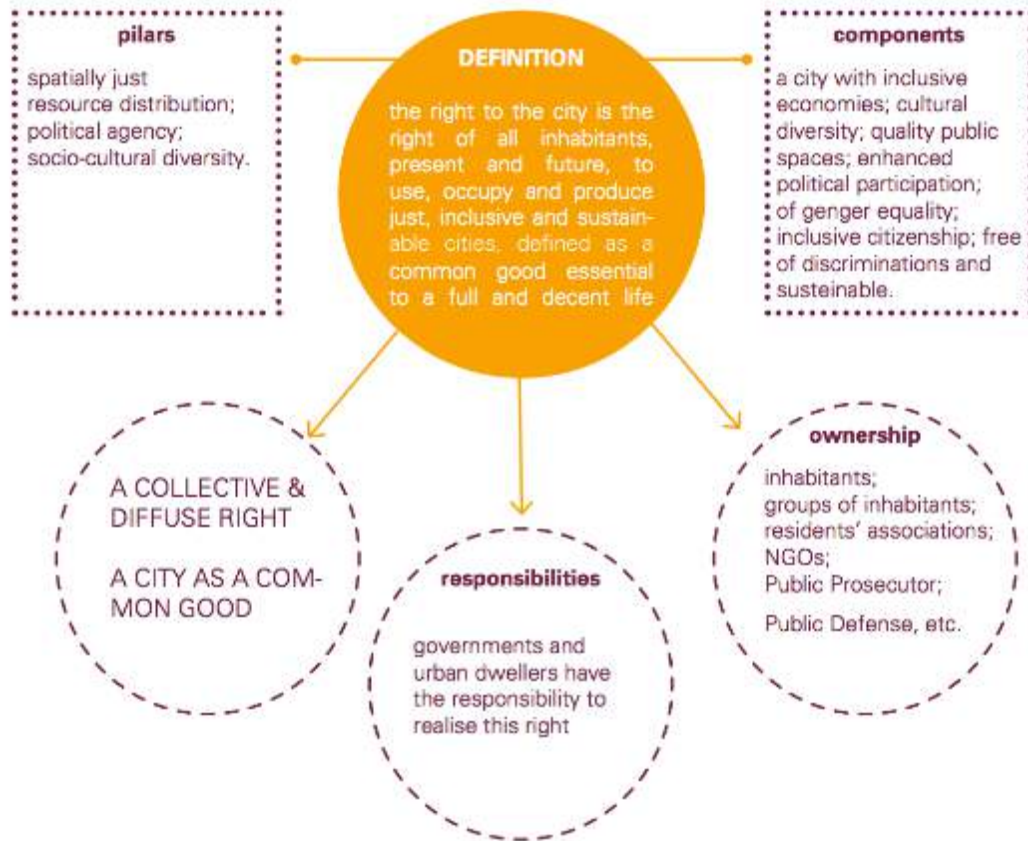 pilars
spatially just
resource distribution;
political agency;
socio-cultural diversity.
DEFINITION
the right to the city is the
right of all inhabitants,
present and future, to
use, occupy and produce
just, inclusive and sustain-
able cities, defined as a
common good essential
to a full and decent life
components
a city with inclusive
economies; cultural
diversity; quality public
spaces; enhanced
political participation;
of genger equality;
inclusive citizenship; free
of discriminations and
susteinable.
A COLLECTIVE &
DIFFUSE RIGHT
A CITY AS A COM-
MON GOOD
responsibilities
governments and
urban dwellers have
the responsibility to
realise this right
ownership
inhabitants;
groups of inhabitants;
residents' associations;
NGOs;
Public Prosecutor;
Public Defense, etc.